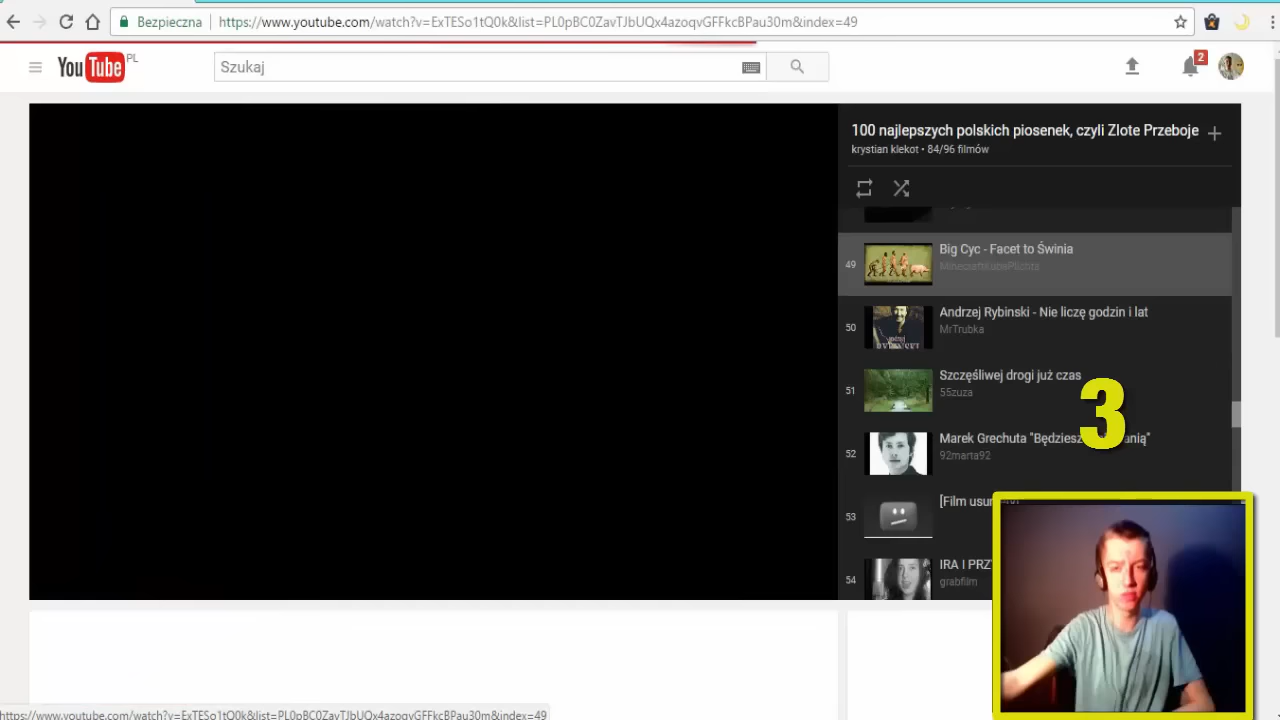 Bezpieczna
https://www.youtube.com/watch?v=ExTESo1tQ0k&list=PL0pBC0ZavTJbUQx4azoqvGFFkcBPau30m&index=49
YouTube PL
Szukaj
2
100 najlepszych polskich piosenek, czyli Zlote Przeboje
krystian klekot • 84/96 filmów
49
Big Cyc - Facet to Świnia
50
Andrzej Rybinski - Nie liczę godzin i lat
MrTrubka
51
Szczęśliwej drogi już czas
55zuza
3
52
Marek Grechuta "Będziesz
92marta92
53
[Film
54
IRA I
grabfilm
https://www.youtube.com/watch?v=ExTESo1tQ0k&list=PL0pBC0ZavTJbUQx4azoqvGFFkcBPau30m&index=49